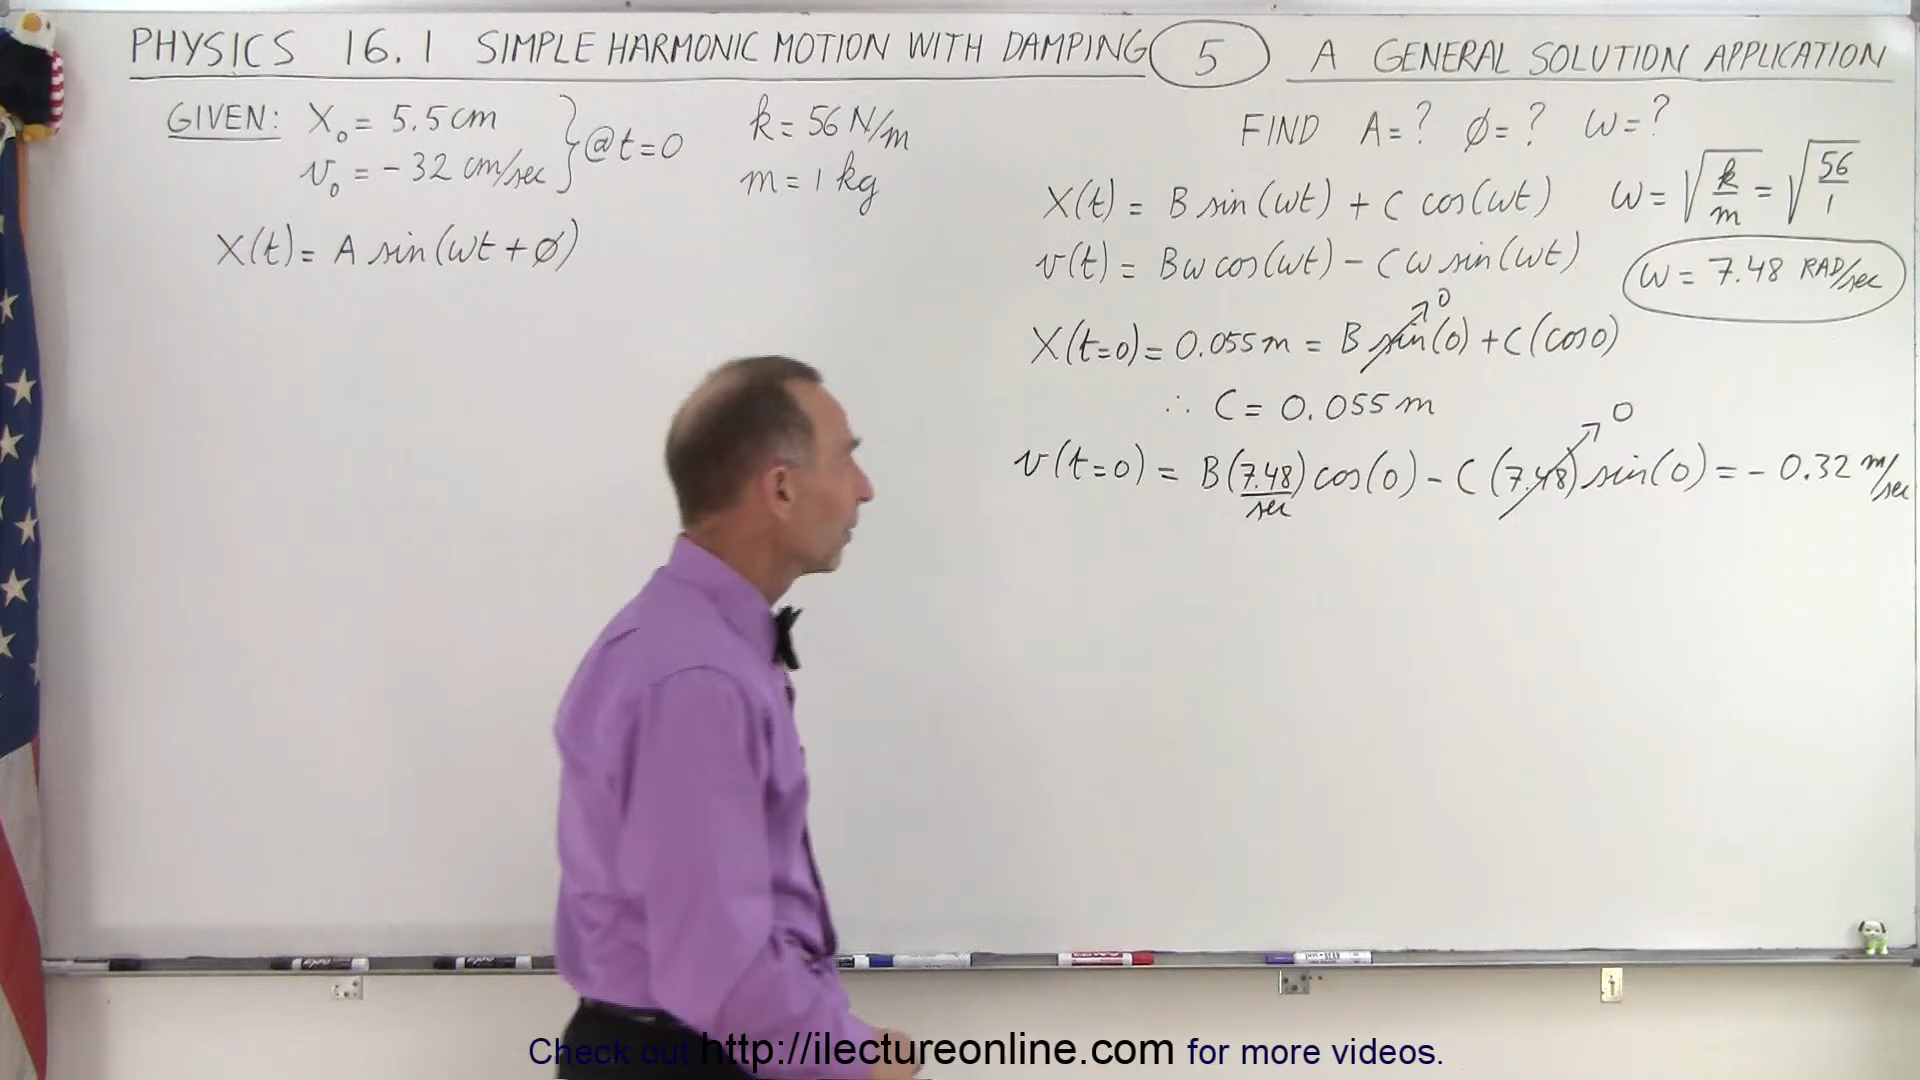 PHYSICS 16.1 SIMPLE HARMONIC MOTION WITH DAMPING 5 A GENERAL SOLUTION APPLICATION
GIVEN: X₀ = 5.5 cm
v₀ = -32 cm/sec } @ t=0
k = 56 N/m
m = 1 kg
X(t) = A sin(ωt + ø)
FIND A=? ø=? ω=?
X(t) = B sin(ωt) + C cos(ωt)
ω = √(k/m) = √(56/1)
v(t) = Bω cos(ωt) - Cω sin(ωt)
ω = 7.48 RAD/sec
X(t=0) = 0.055 m = B sin(0) + C (cos 0)
0
∴ C = 0.055 m
0
v(t=0) = B(7.48/sec) cos(0) - C (7.48) sin(0) = - 0.32 m/sec
Check out http://ilectureonline.com for more videos.